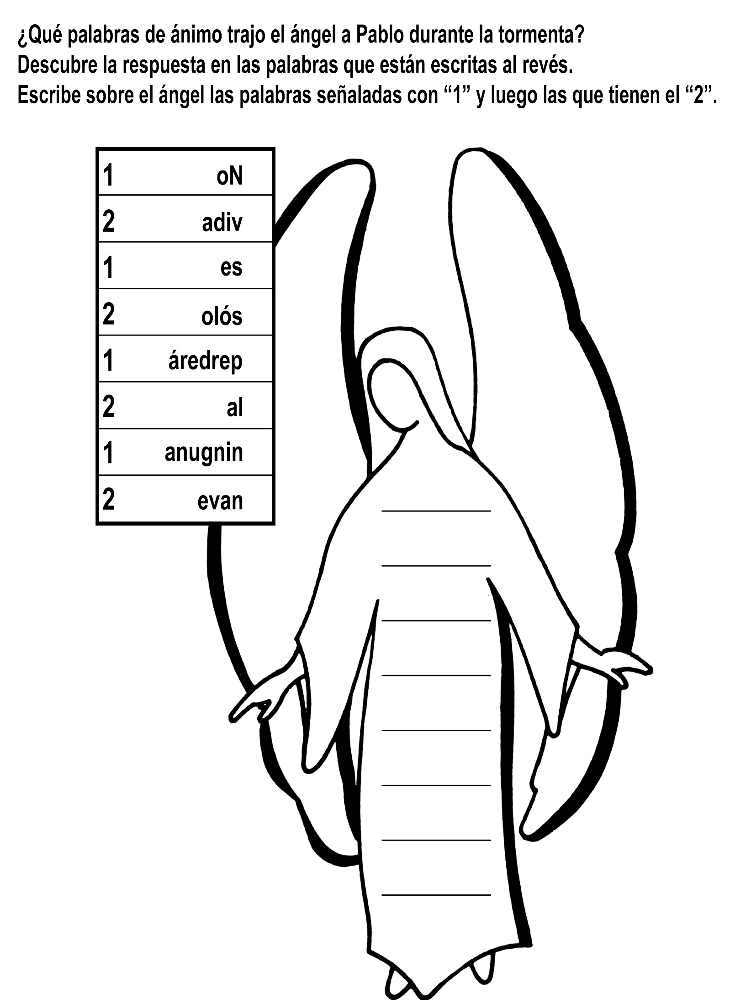 ¿Qué palabras de ánimo trajo el ángel a Pablo durante la tormenta?
Descubre la respuesta en las palabras que están escritas al revés.
Escribe sobre el ángel las palabras señaladas con “1” y luego las que tienen el “2”.
1 oN
2 adiv
1 es
2 olós
1 áredrep
2 al
1 anugnin
2 evan